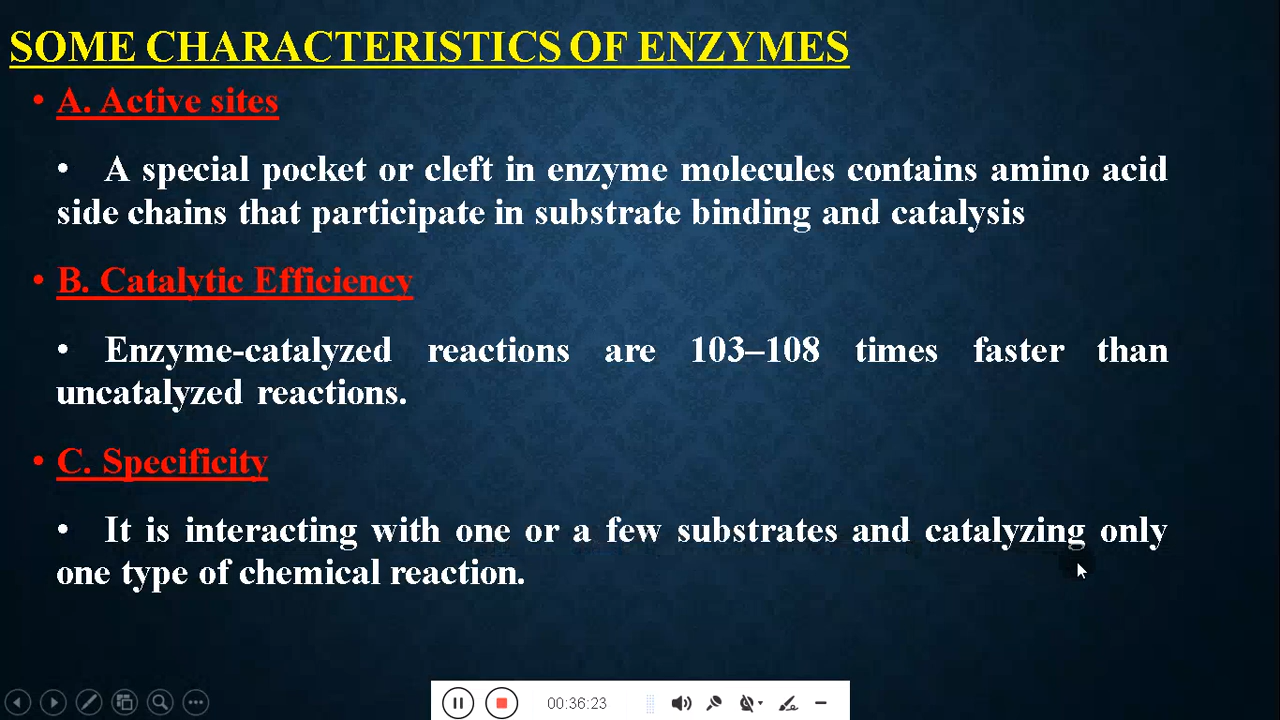 SOME CHARACTERISTICS OF ENZYMES
• A. Active sites
• A special pocket or cleft in enzyme molecules contains amino acid
side chains that participate in substrate binding and catalysis
• B. Catalytic Efficiency
• Enzyme-catalyzed reactions are 103–108 times faster than
uncatalyzed reactions.
• C. Specificity
• It is interacting with one or a few substrates and catalyzing only
one type of chemical reaction.
00:36:23